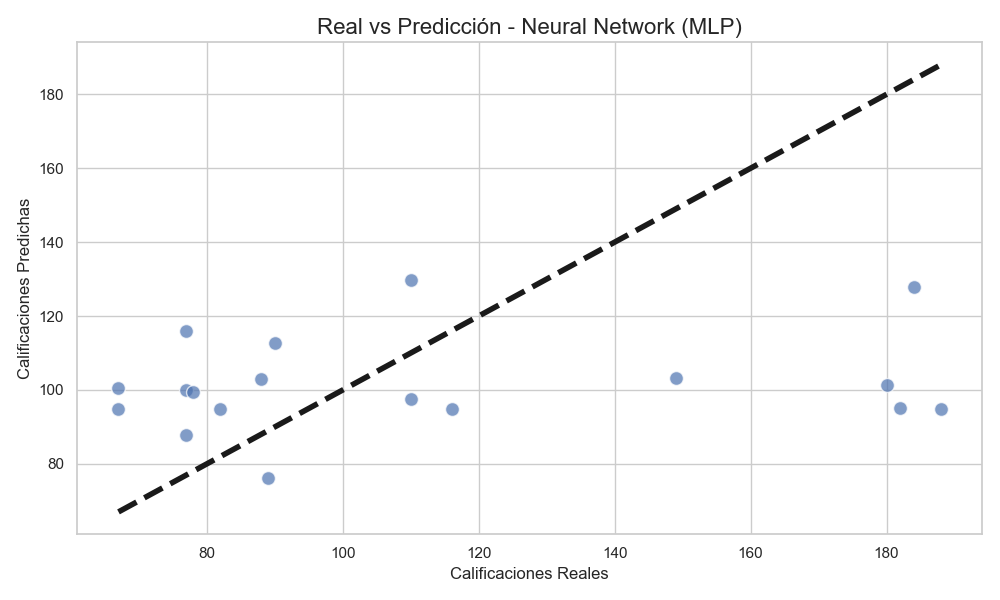 Real vs Predicción - Neural Network (MLP)
180
160
140
120
100
80
Calificaciones Predichas
80 100 120 140 160 180
Calificaciones Reales